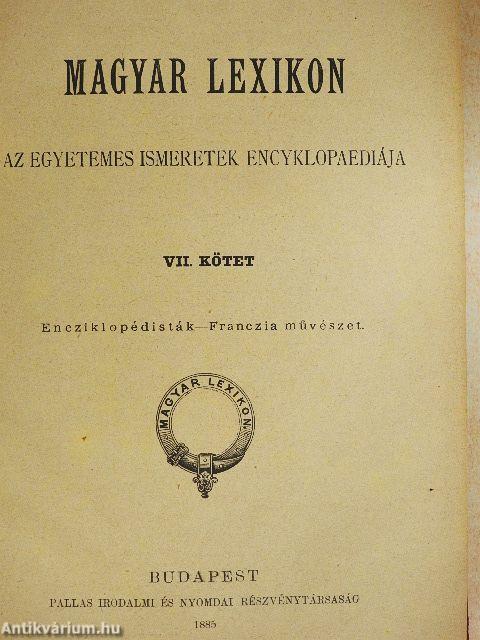 MAGYAR LEXIKON
AZ EGYETEMES ISMERETEK ENCYKLOPAEDIÁJA
VII. KÖTET
Encziklopédisták—Franczia művészet.
MAGYAR LEXIKON.
BUDAPEST
PALLAS IRODALMI ÉS NYOMDAI RÉSZVÉNYTÁRSASÁG
1885
Antikvárium.hu